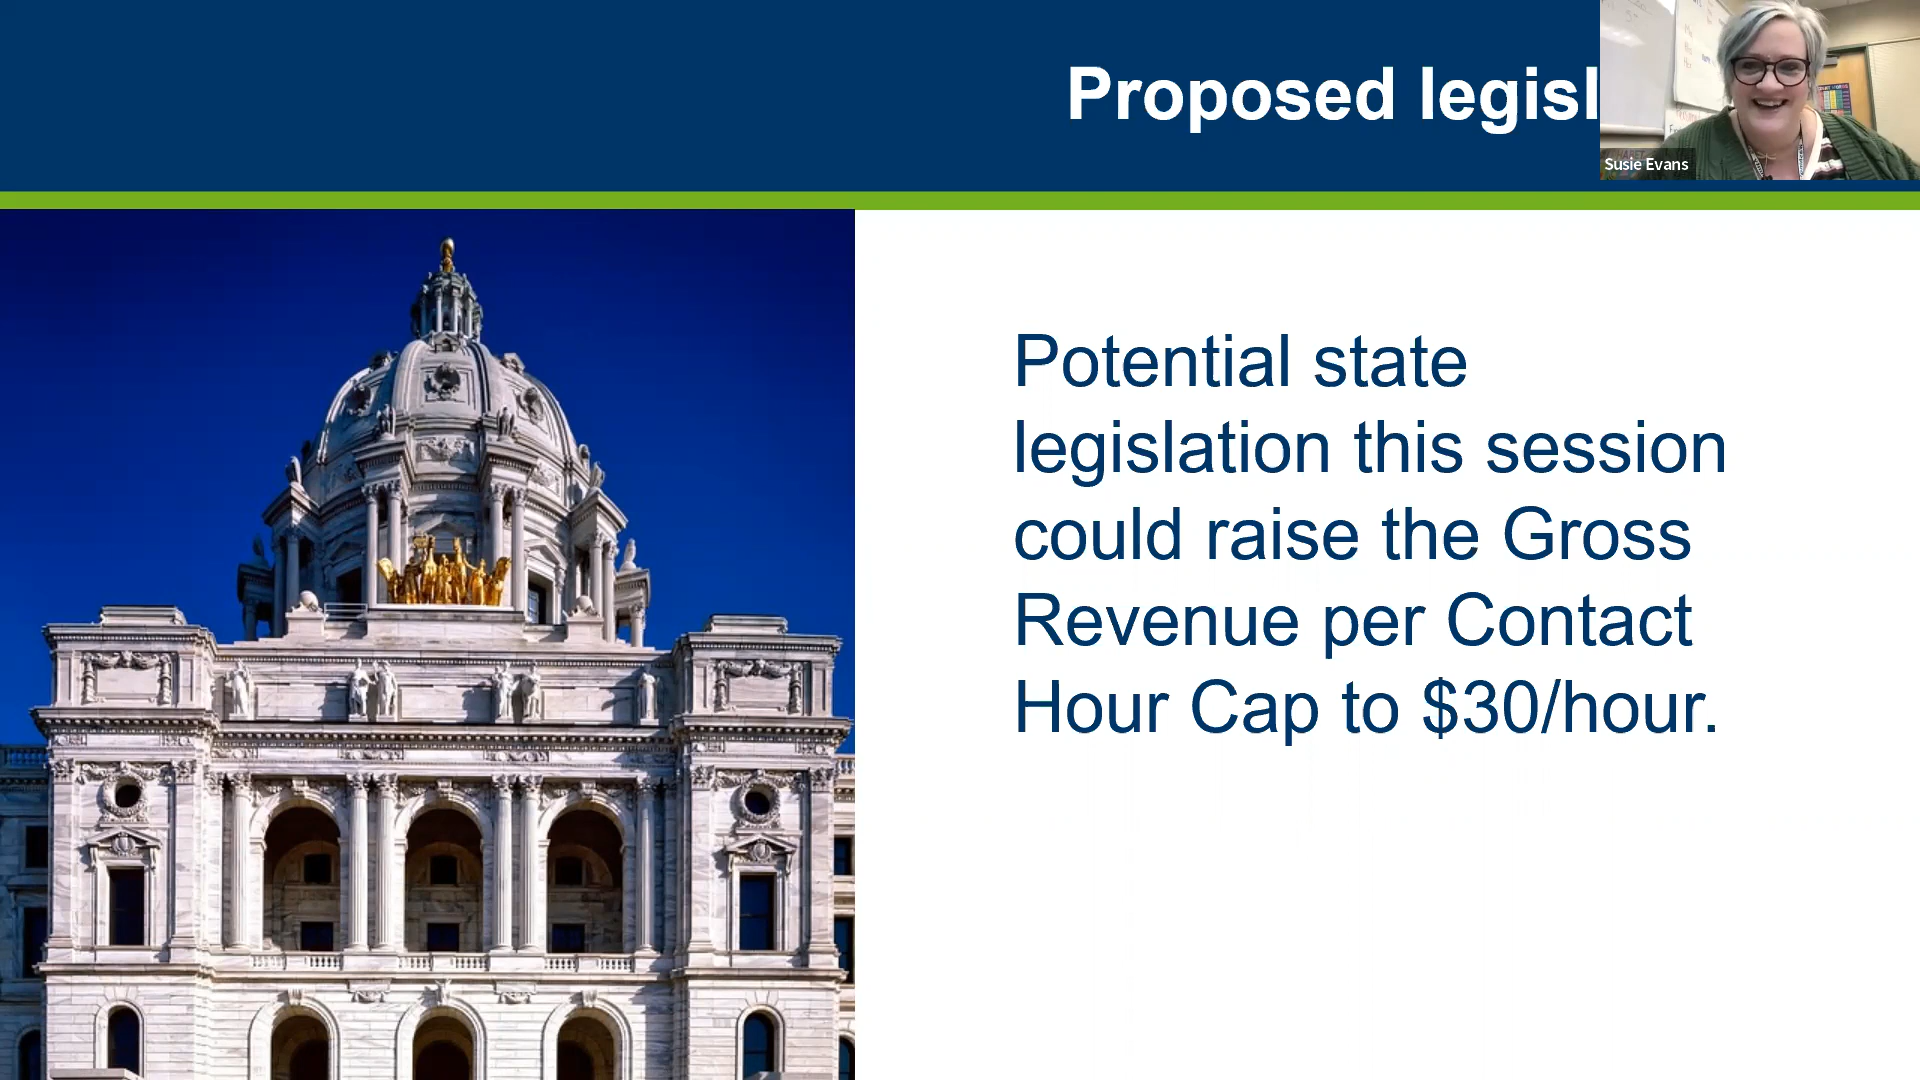 Proposed legisl
Susie Evans
Potential state
legislation this session
could raise the Gross
Revenue per Contact
Hour Cap to $30/hour.